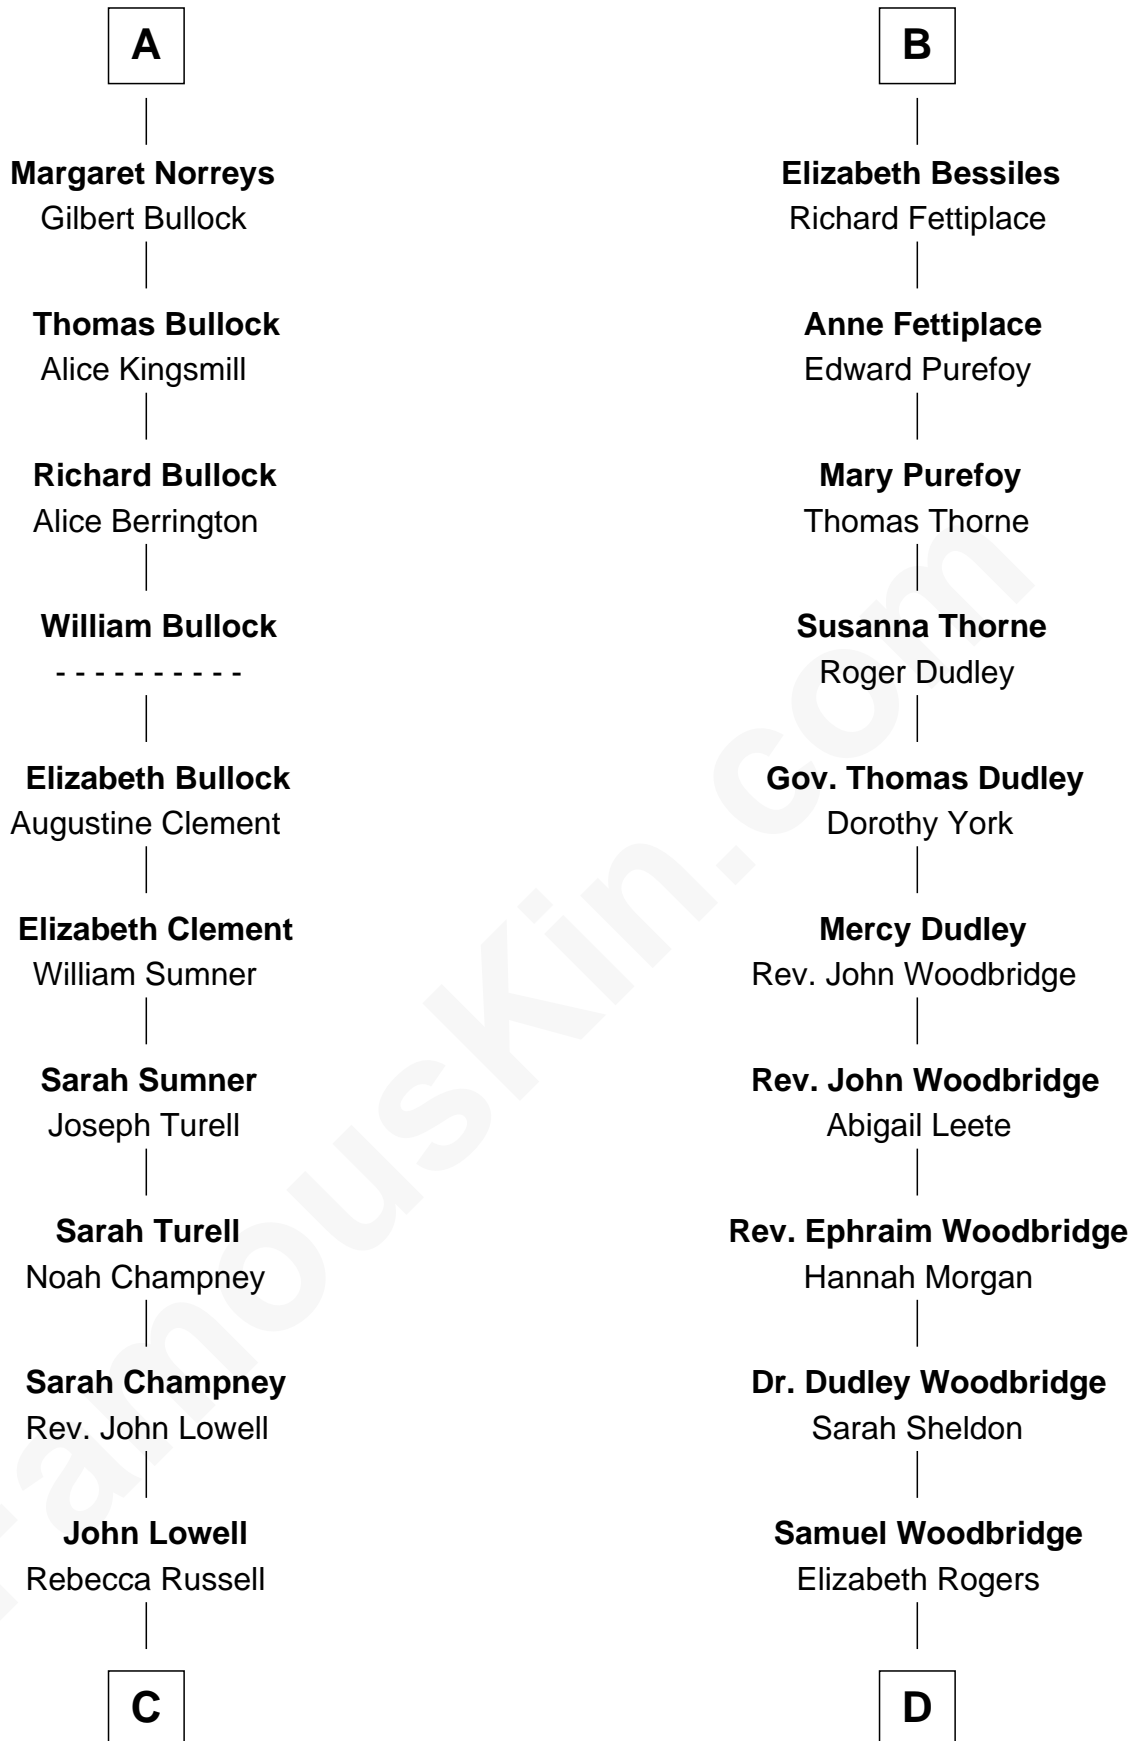 A
Margaret Norreys
Gilbert Bullock
Thomas Bullock
Alice Kingsmill
Richard Bullock
Alice Berrington
William Bullock
- - - - - - - - - -
Elizabeth Bullock
Augustine Clement
Elizabeth Clement
William Sumner
Sarah Sumner
Joseph Turell
Sarah Turell
Noah Champney
Sarah Champney
Rev. John Lowell
John Lowell
Rebecca Russell
C
B
Elizabeth Bessiles
Richard Fettiplace
Anne Fettiplace
Edward Purefoy
Mary Purefoy
Thomas Thorne
Susanna Thorne
Roger Dudley
Gov. Thomas Dudley
Dorothy York
Mercy Dudley
Rev. John Woodbridge
Rev. John Woodbridge
Abigail Leete
Rev. Ephraim Woodbridge
Hannah Morgan
Dr. Dudley Woodbridge
Sarah Sheldon
Samuel Woodbridge
Elizabeth Rogers
D
FamousKin.com